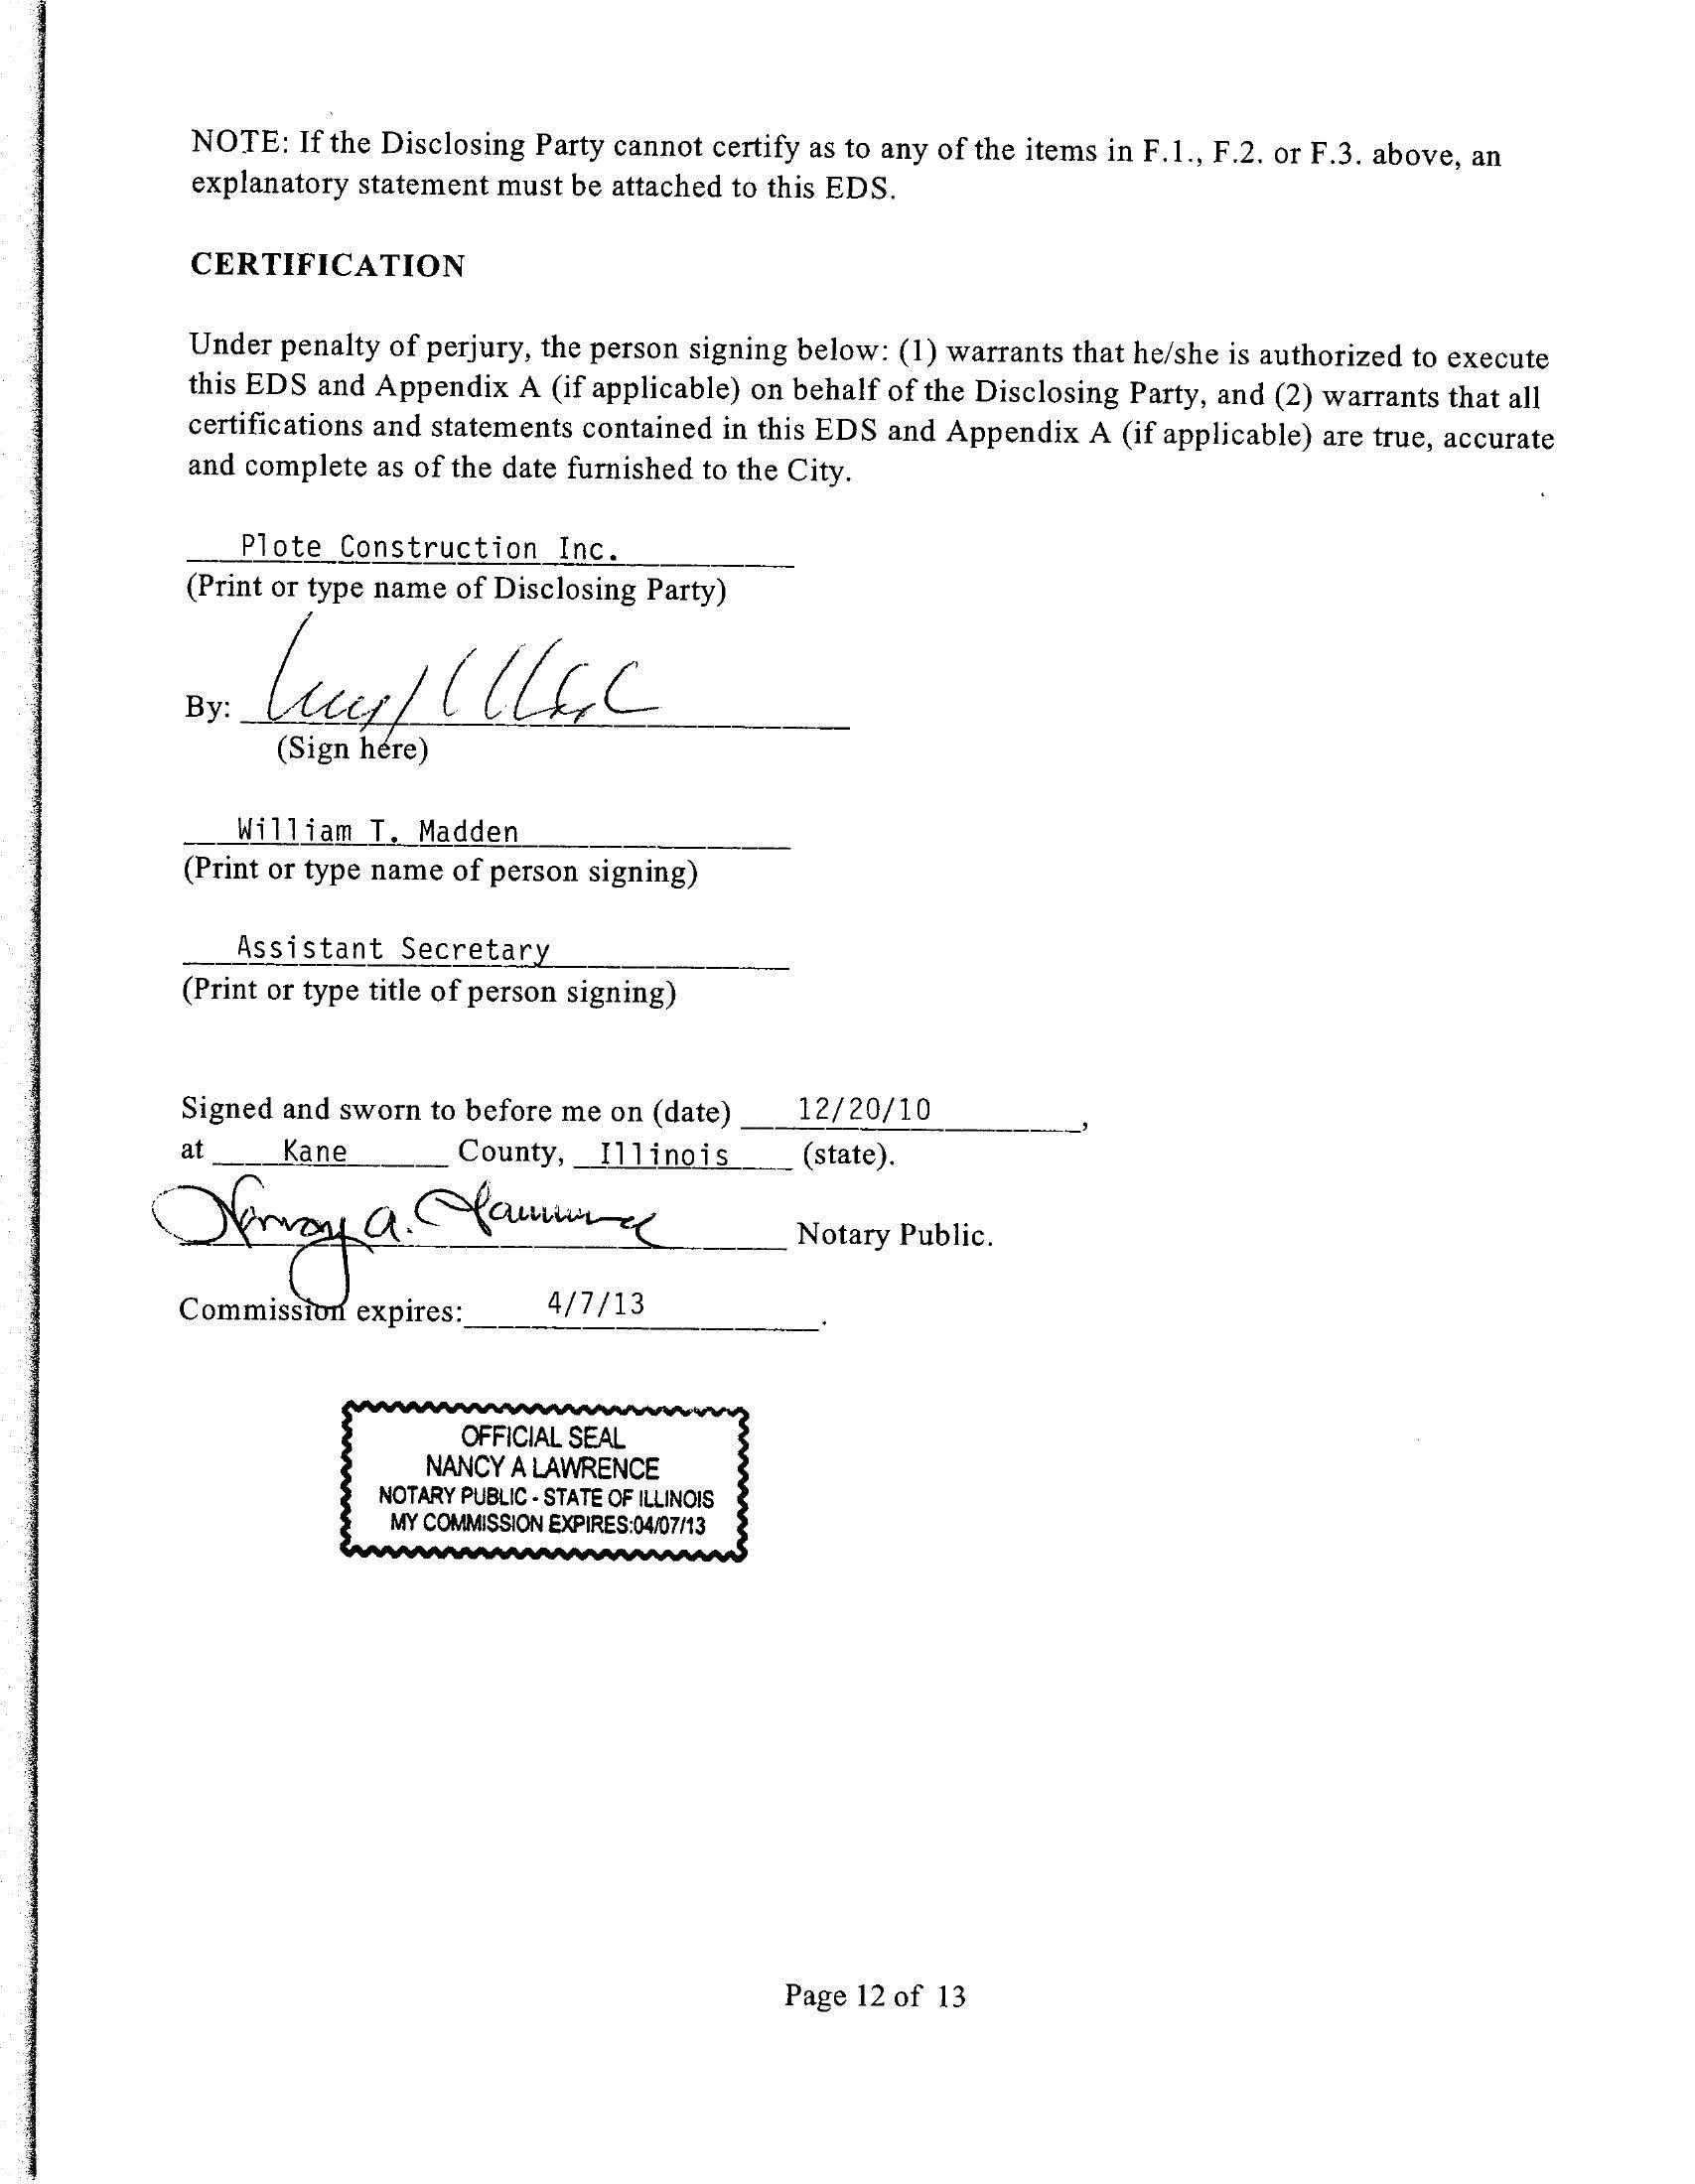 NOTE: If the Disclosing Party cannot certify as to any of the items in F.1., F.2. or F.3. above, an
explanatory statement must be attached to this EDS.
CERTIFICATION
Under penalty of perjury, the person signing below: (1) warrants that he/she is authorized to execute
this EDS and Appendix A (if applicable) on behalf of the Disclosing Party, and (2) warrants that all
certifications and statements contained in this EDS and Appendix A (if applicable) are true, accurate
and complete as of the date furnished to the City.
Plote Construction Inc.
(Print or type name of Disclosing Party)
By:
(Sign here)
William T. Madden
(Print or type name of person signing)
Assistant Secretary
(Print or type title of person signing)
Signed and sworn to before me on (date) 12/20/10,
at Kane County, Illinois (state).
Nancy A. Lawrence Notary Public.
Commission expires: 4/7/13.
OFFICIAL SEAL
NANCY A LAWRENCE
NOTARY PUBLIC - STATE OF ILLINOIS
MY COMMISSION EXPIRES:04/07/13
Page 12 of 13